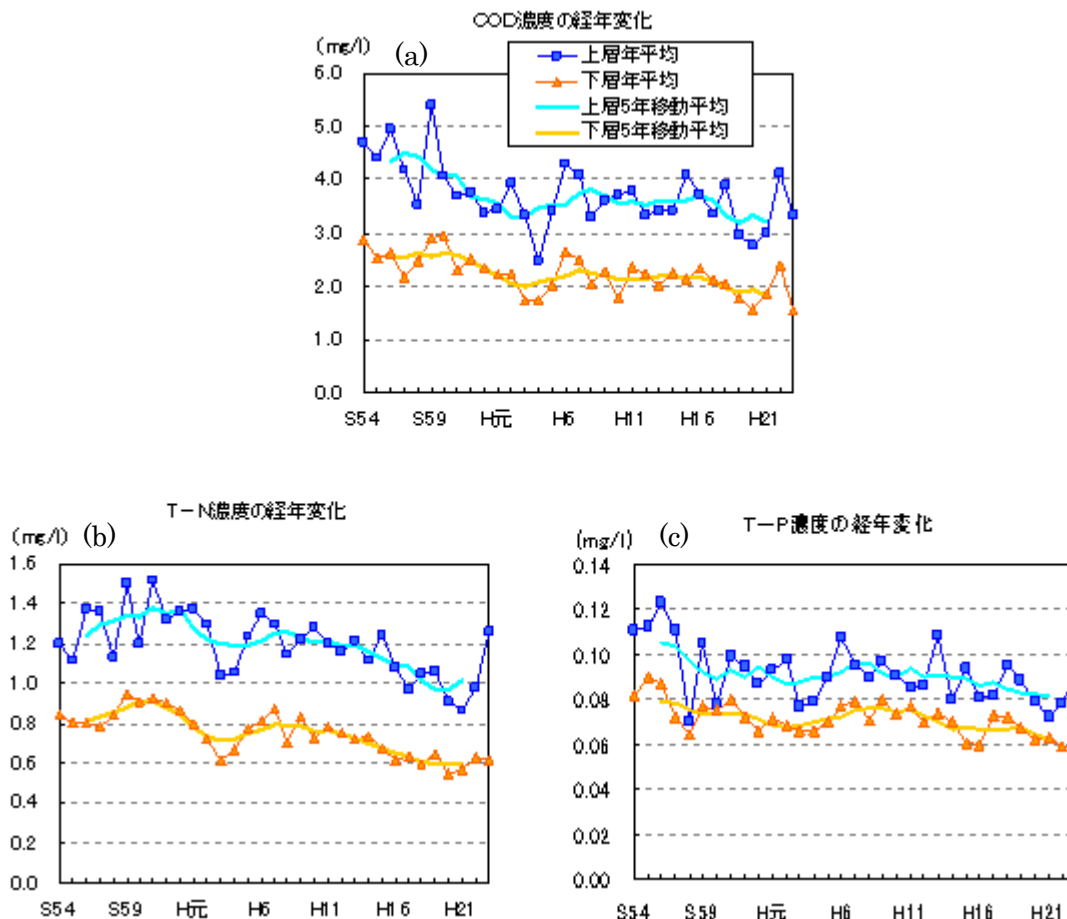 COD濃度の経年変化
(mg/l)
(a)
上層年平均
下層年平均
上層5年移動平均
下層5年移動平均
6.0
5.0
4.0
3.0
2.0
1.0
0.0
S54 S59 H元 H6 H11 H16 H21
T-N濃度の経年変化
(mg/l)
(b)
1.6
1.4
1.2
1.0
0.8
0.6
0.4
0.2
0.0
S54 S59 H元 H6 H11 H16 H21
T-P濃度の経年変化
(mg/l)
(c)
0.14
0.12
0.10
0.08
0.06
0.04
0.02
0.00
S54 S59 H元 H6 H11 H16 H21